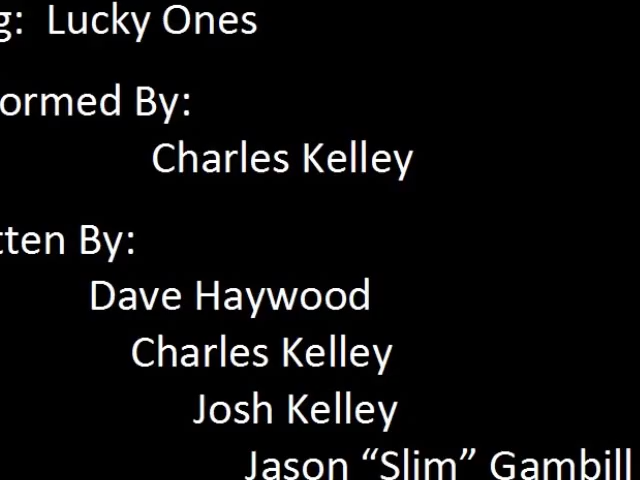 g: Lucky Ones
ormed By:
Charles Kelley
tten By:
Dave Haywood
Charles Kelley
Josh Kelley
Jason “Slim” Gambill